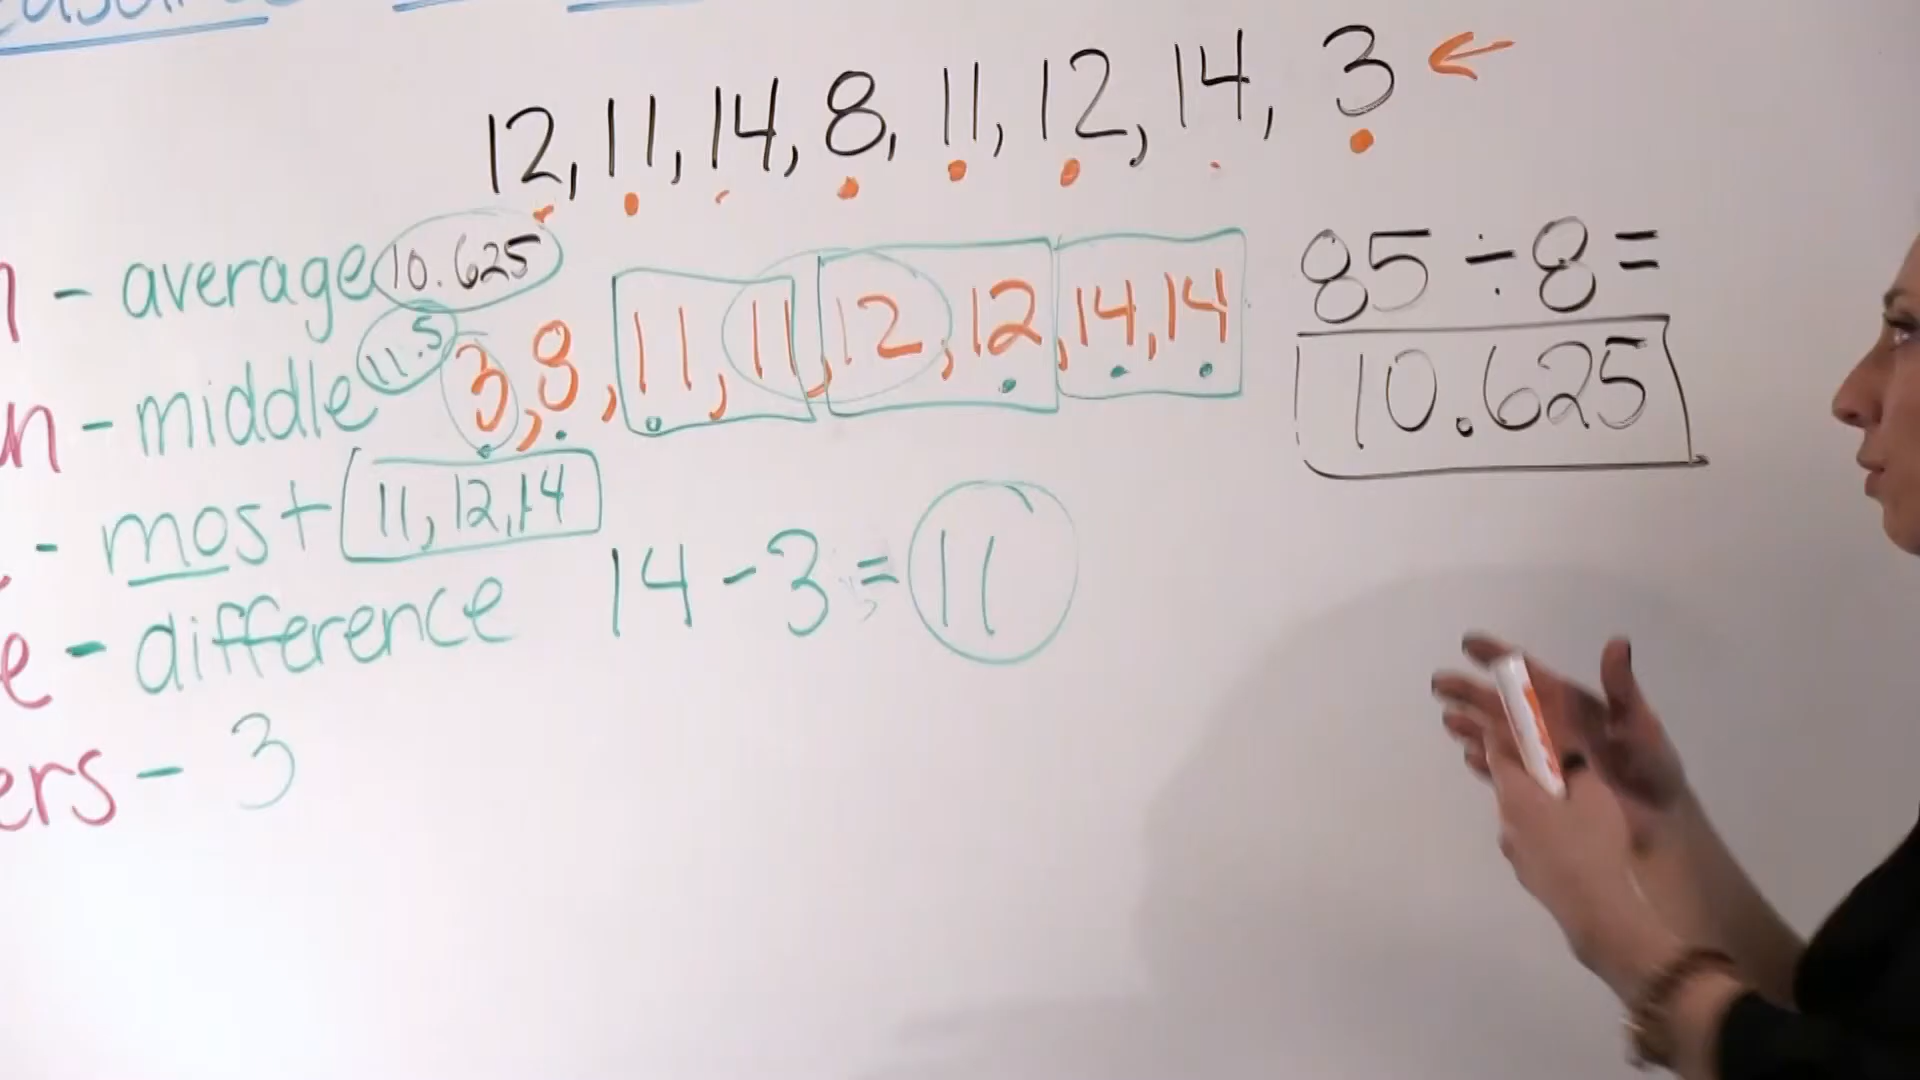 12, 11, 14, 8, 11, 12, 14, 3 ←
- average 10.625
- middle 11.5
3, 8, 11, 11, 12, 12, 14, 14
85 ÷ 8 =
10.625
- most 11, 12, 14
e - difference 14 - 3 = 11
ers - 3